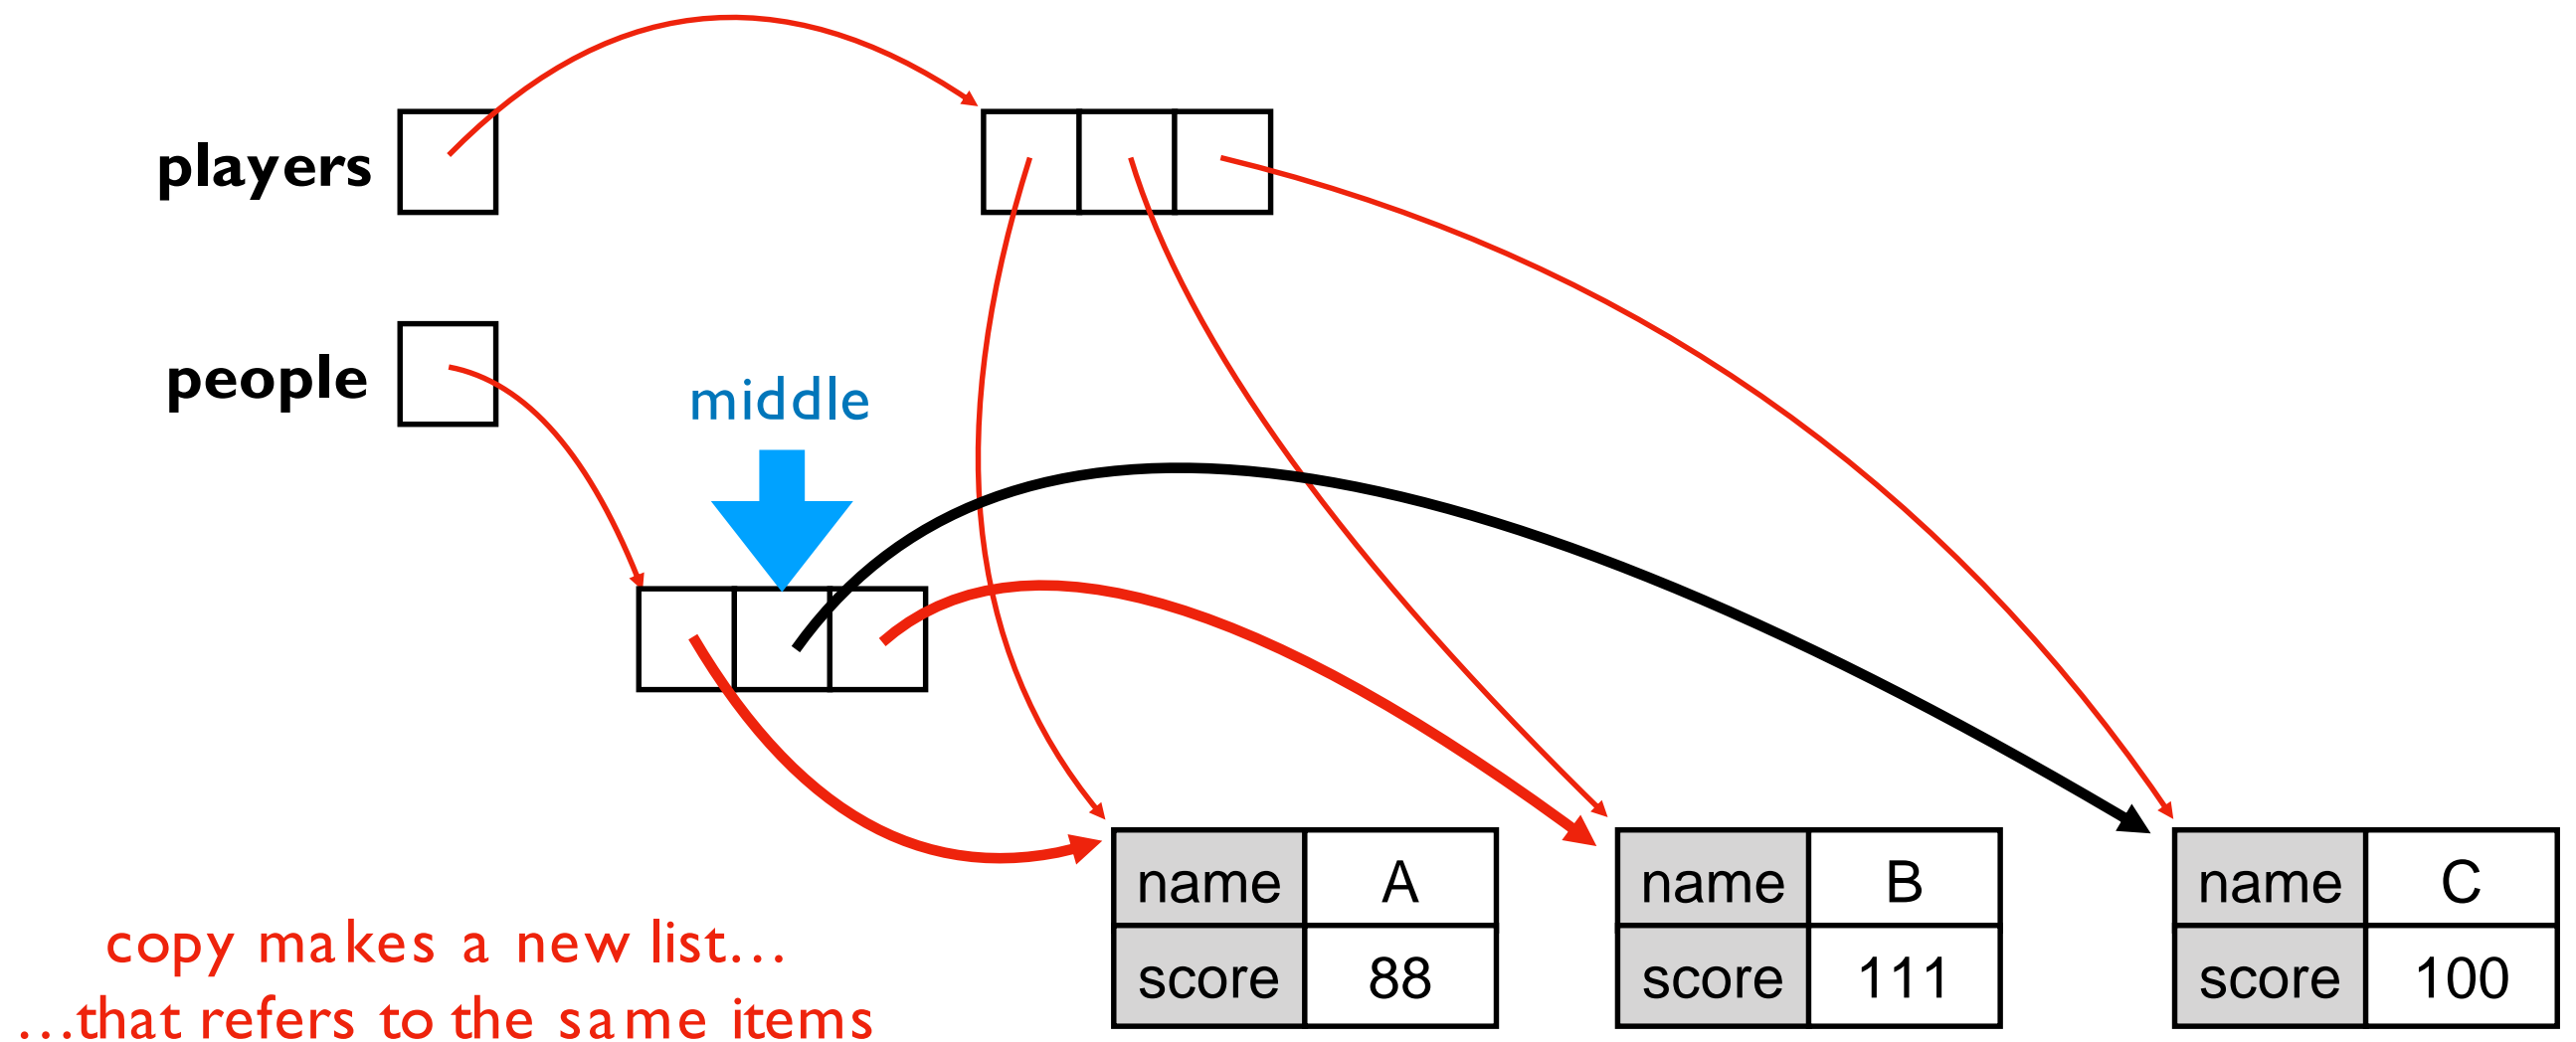 players
people
middle
name A
score 88
name B
score 111
name C
score 100
copy makes a new list…
…that refers to the same items